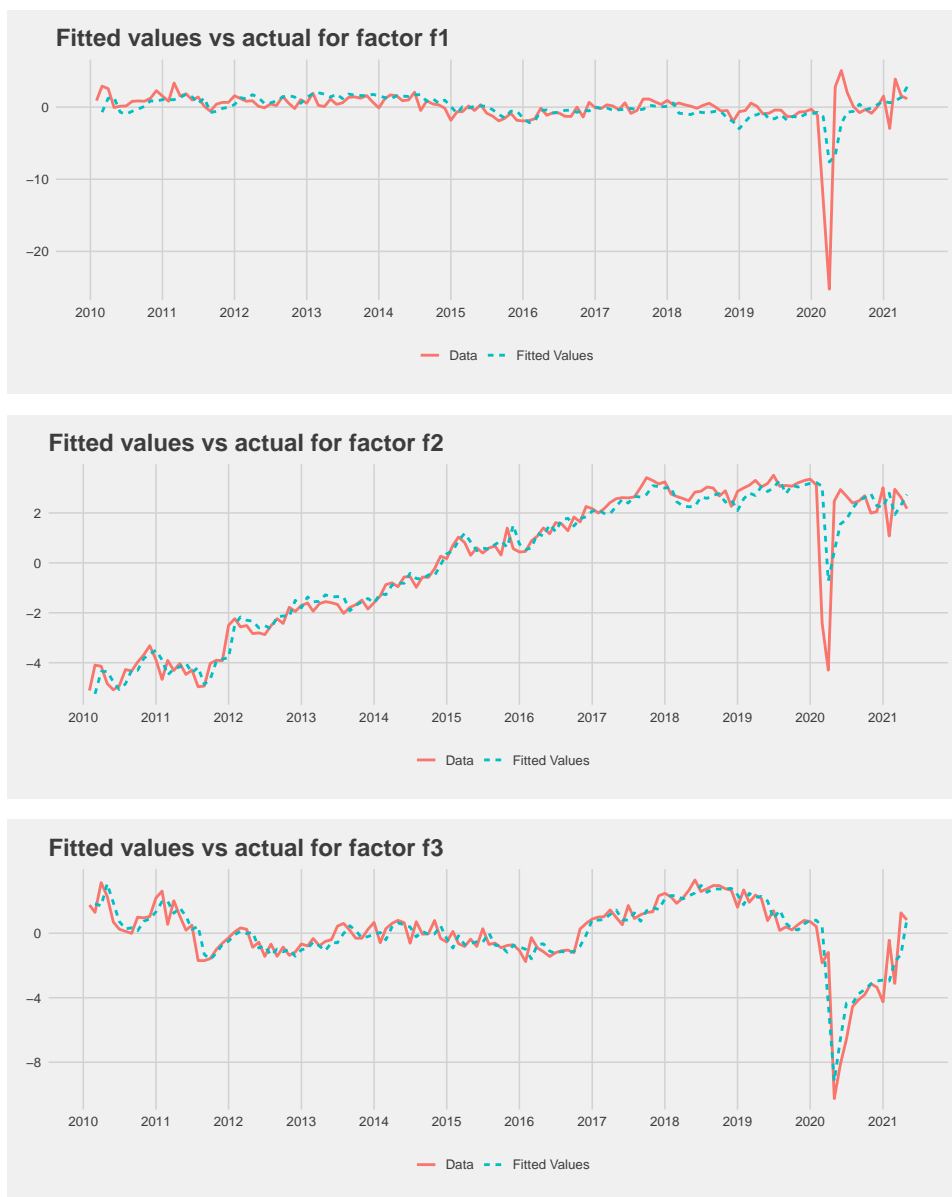 Fitted values vs actual for factor f1
0
−10
−20
2010 2011 2012 2013 2014 2015 2016 2017 2018 2019 2020 2021
Data Fitted Values
Fitted values vs actual for factor f2
2
0
−2
−4
2010 2011 2012 2013 2014 2015 2016 2017 2018 2019 2020 2021
Data Fitted Values
Fitted values vs actual for factor f3
0
−4
−8
2010 2011 2012 2013 2014 2015 2016 2017 2018 2019 2020 2021
Data Fitted Values